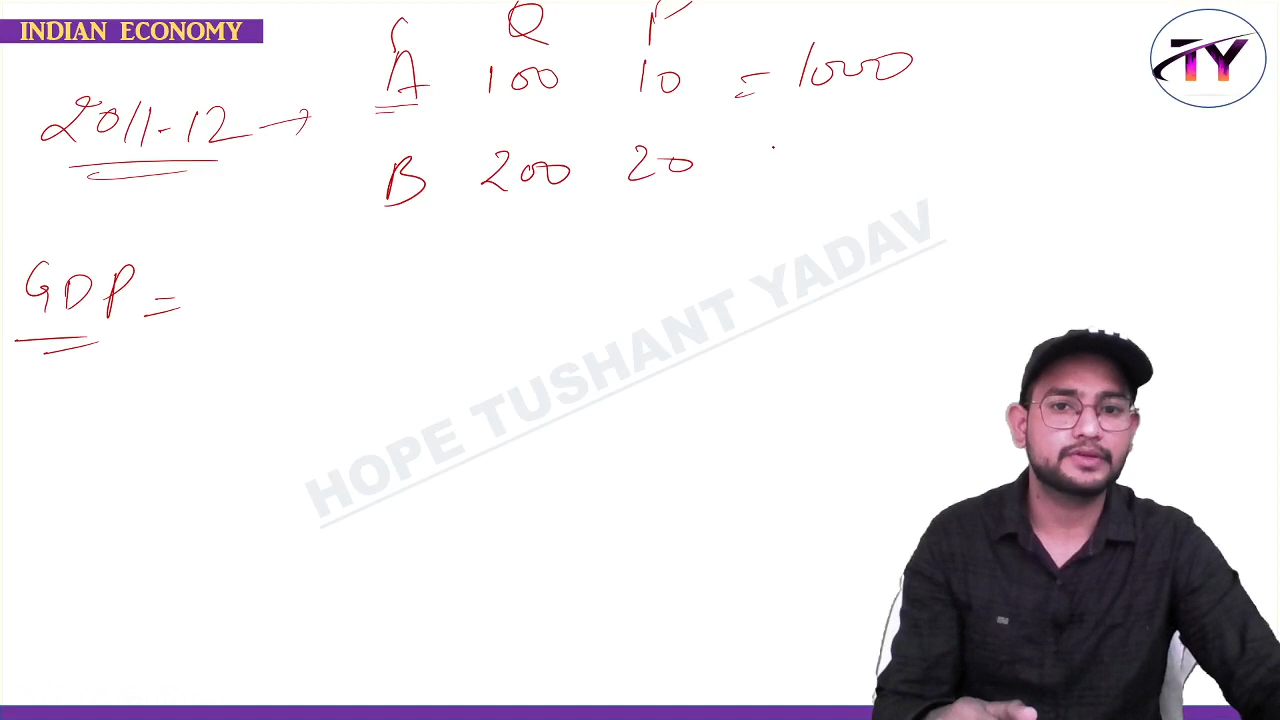 INDIAN ECONOMY
Q P
A 100 10 = 1000
2011-12 →
B 200 20
GDP =
TY
HOPE TUSHANT YADAV